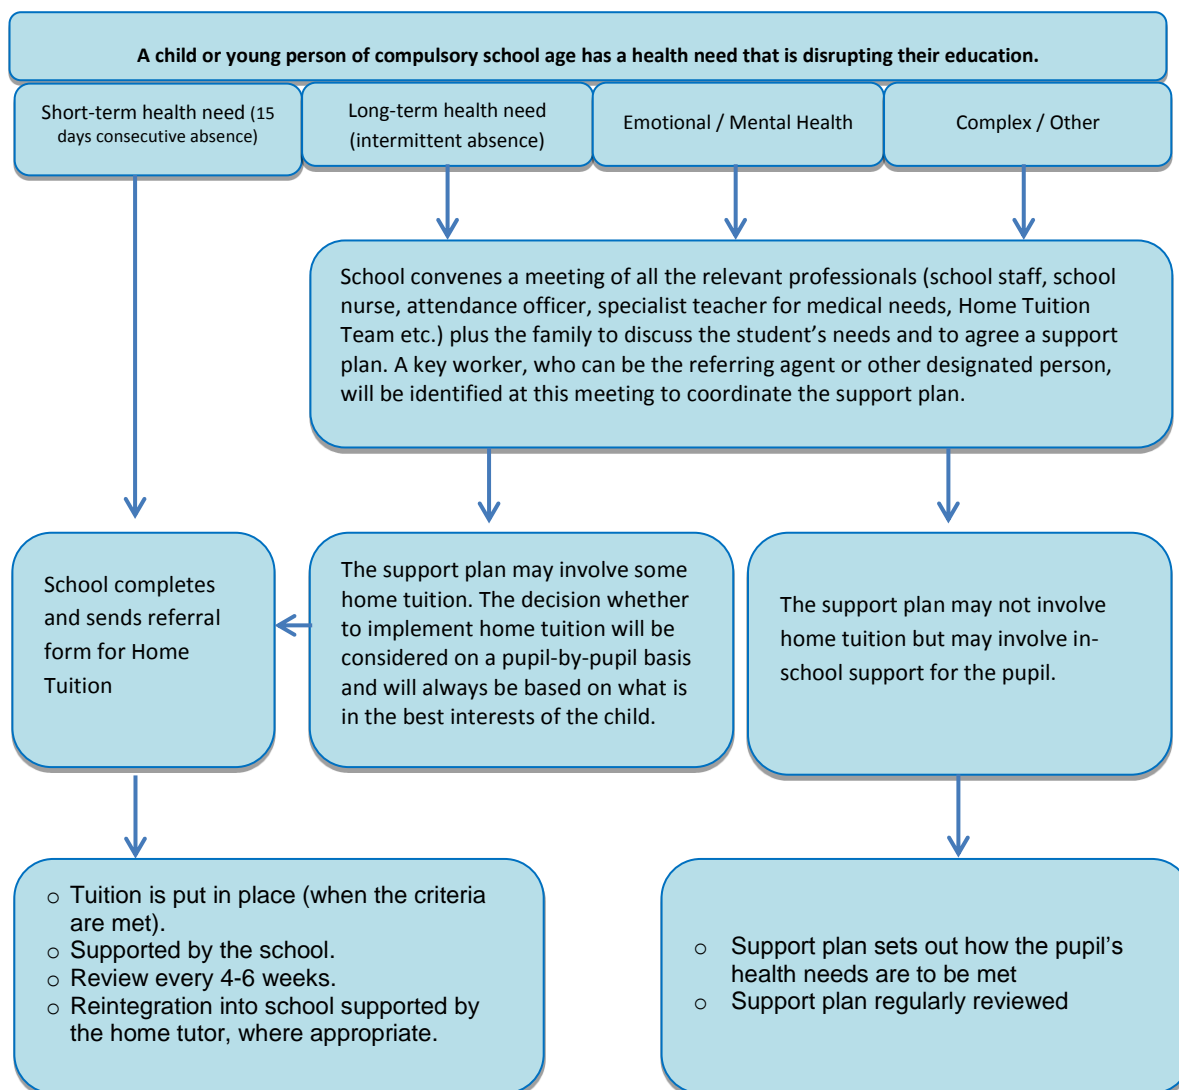 A child or young person of compulsory school age has a health need that is disrupting their education.
Short-term health need (15
days consecutive absence)
Long-term health need
(intermittent absence)
Emotional / Mental Health
Complex / Other
School convenes a meeting of all the relevant professionals (school staff, school
nurse, attendance officer, specialist teacher for medical needs, Home Tuition
Team etc.) plus the family to discuss the student’s needs and to agree a support
plan. A key worker, who can be the referring agent or other designated person,
will be identified at this meeting to coordinate the support plan.
School completes
and sends referral
form for Home
Tuition
The support plan may involve some
home tuition. The decision whether
to implement home tuition will be
considered on a pupil-by-pupil basis
and will always be based on what is
in the best interests of the child.
The support plan may not involve
home tuition but may involve in-
school support for the pupil.
○ Tuition is put in place (when the criteria
are met).
○ Supported by the school.
○ Review every 4-6 weeks.
○ Reintegration into school supported by
the home tutor, where appropriate.
○ Support plan sets out how the pupil’s
health needs are to be met
○ Support plan regularly reviewed